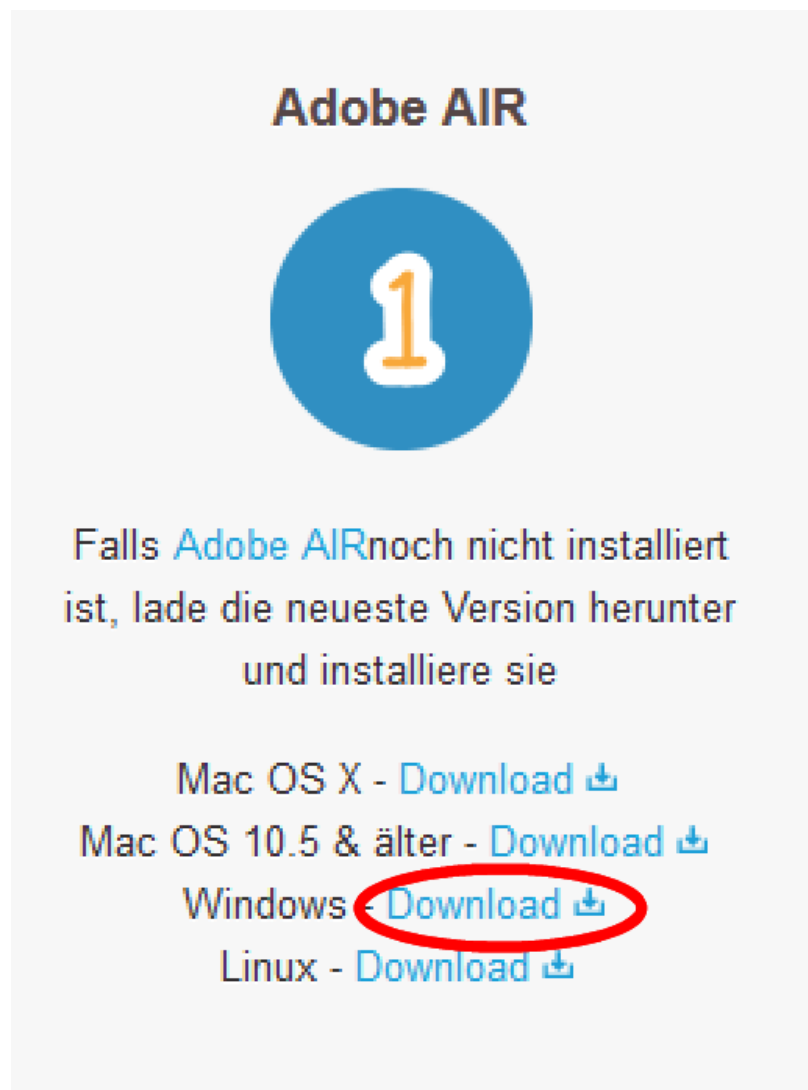 Adobe AIR
1
Falls Adobe AIRnoch nicht installiert
ist, lade die neueste Version herunter
und installiere sie
Mac OS X - Download
Mac OS 10.5 & älter - Download
Windows - Download
Linux - Download